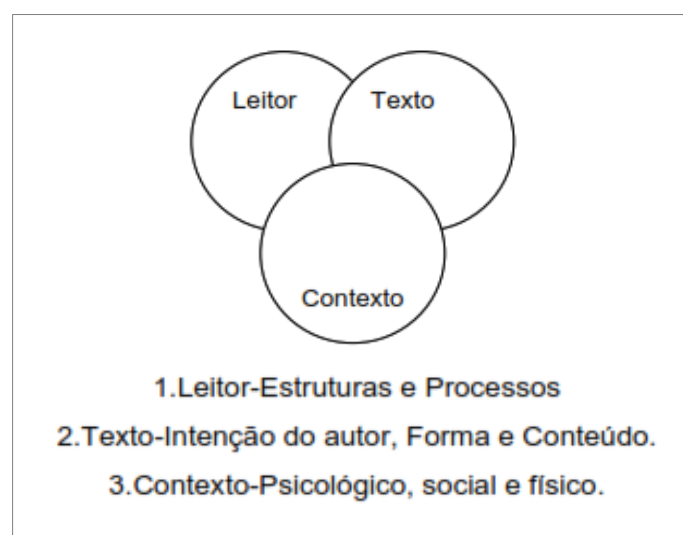 Leitor Texto
Contexto
1.Leitor-Estruturas e Processos
2.Texto-Intenção do autor, Forma e Conteúdo.
3.Contexto-Psicológico, social e físico.